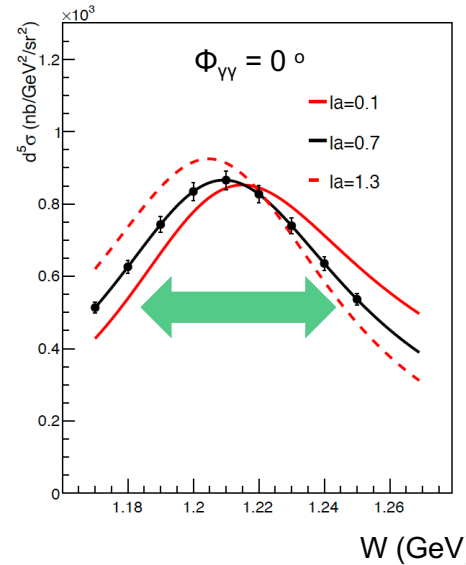 ×10³
d⁵σ (nb/GeV²/sr²)
Φγγ = 0 °
la=0.1
la=0.7
la=1.3
1.2
1
0.8
0.6
0.4
0.2
0
1.18 1.2 1.22 1.24 1.26
W (GeV